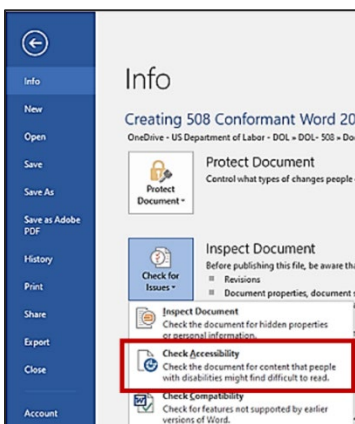 Info
New
Open
Save
Save As
Save as Adobe
PDF
History
Print
Share
Export
Close
Account
Info
Creating 508 Conformant Word 20
OneDrive - US Department of Labor - DOL » DOL- 508 » Do
Protect
Document
Protect Document
Control what types of changes people
Check for
Issues
Inspect Document
Before publishing this file, be aware tha
Revisions
Document properties, document s
Inspect Document
Check the document for hidden properties
or personal information.
Check Accessibility
Check the document for content that people
with disabilities might find difficult to read.
Check Compatibility
Check for features not supported by earlier
versions of Word.